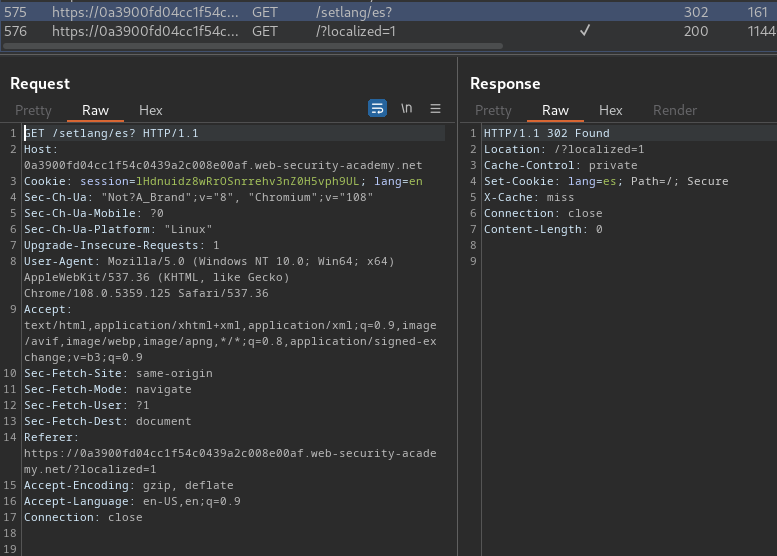 575 https://0a3900fd04cc1f54c... GET /setlang/es? 302 161
576 https://0a3900fd04cc1f54c... GET /?localized=1 ✓ 200 1144
Request
Pretty Raw Hex \n
1 GET /setlang/es? HTTP/1.1
2 Host:
0a3900fd04cc1f54c0439a2c008e00af.web-security-academy.net
3 Cookie: session=lHdnuidz8wRrOSnrrehv3nZ0H5vph9UL; lang=en
4 Sec-Ch-Ua: "Not?A_Brand";v="8", "Chromium";v="108"
5 Sec-Ch-Ua-Mobile: ?0
6 Sec-Ch-Ua-Platform: "Linux"
7 Upgrade-Insecure-Requests: 1
8 User-Agent: Mozilla/5.0 (Windows NT 10.0; Win64; x64)
AppleWebKit/537.36 (KHTML, like Gecko)
Chrome/108.0.5359.125 Safari/537.36
9 Accept:
text/html,application/xhtml+xml,application/xml;q=0.9,image
/avif,image/webp,image/apng,*/*;q=0.8,application/signed-ex
change;v=b3;q=0.9
10 Sec-Fetch-Site: same-origin
11 Sec-Fetch-Mode: navigate
12 Sec-Fetch-User: ?1
13 Sec-Fetch-Dest: document
14 Referer:
https://0a3900fd04cc1f54c0439a2c008e00af.web-security-acade
my.net/?localized=1
15 Accept-Encoding: gzip, deflate
16 Accept-Language: en-US,en;q=0.9
17 Connection: close
18
19
Response
Pretty Raw Hex Render
1 HTTP/1.1 302 Found
2 Location: /?localized=1
3 Cache-Control: private
4 Set-Cookie: lang=es; Path=/; Secure
5 X-Cache: miss
6 Connection: close
7 Content-Length: 0
8
9